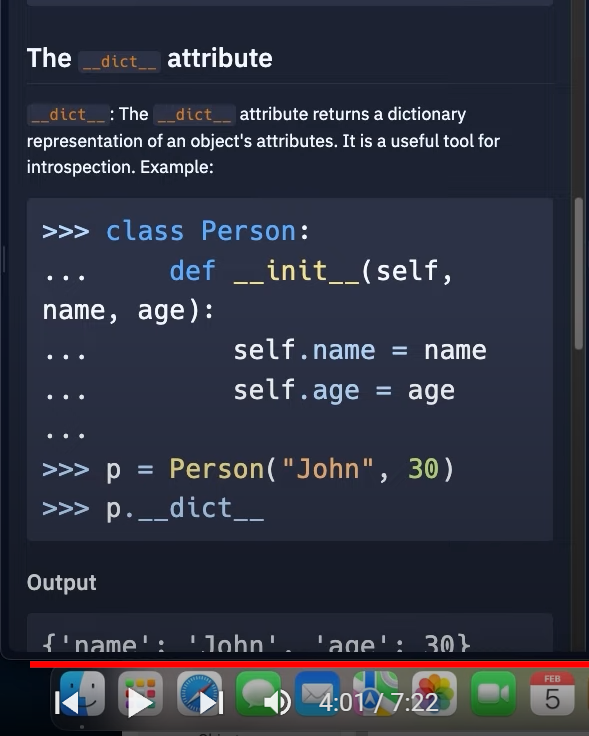 The __dict__ attribute
__dict__: The __dict__ attribute returns a dictionary
representation of an object's attributes. It is a useful tool for
introspection. Example:
>>> class Person:
...     def __init__(self,
name, age):
...         self.name = name
...         self.age = age
...
>>> p = Person("John", 30)
>>> p.__dict__
Output
{'name': 'John', 'age': 30}
4:01 / 7:22
FEB
5